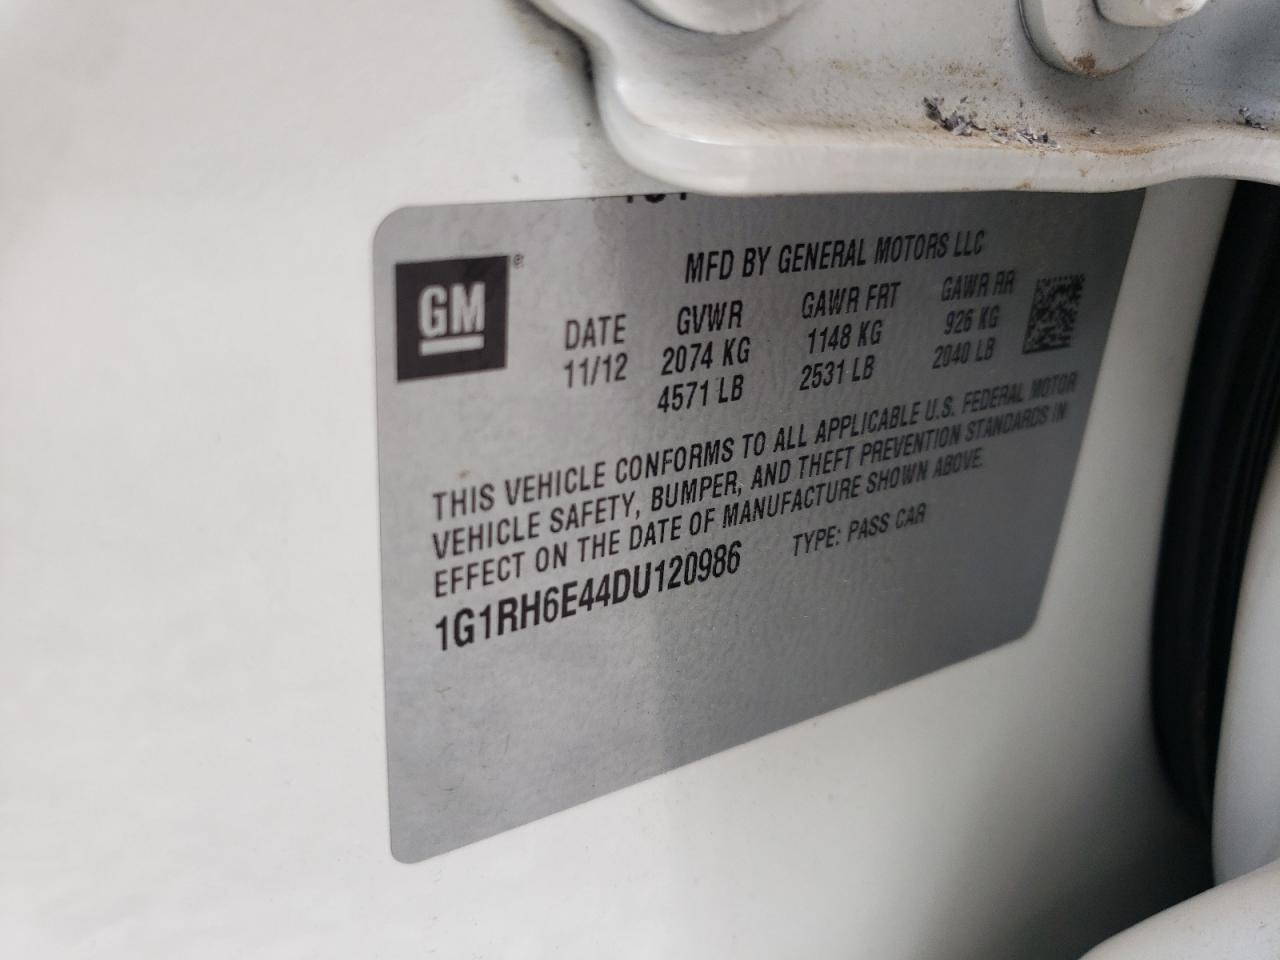 GM
MFD BY GENERAL MOTORS LLC
DATE GVWR GAWR FRT GAWR RR
11/12 2074 KG 1148 KG 926 KG
4571 LB 2531 LB 2040 LB
THIS VEHICLE CONFORMS TO ALL APPLICABLE U.S. FEDERAL MOTOR
VEHICLE SAFETY, BUMPER, AND THEFT PREVENTION STANDARDS IN
EFFECT ON THE DATE OF MANUFACTURE SHOWN ABOVE.
1G1RH6E44DU120986 TYPE: PASS CAR